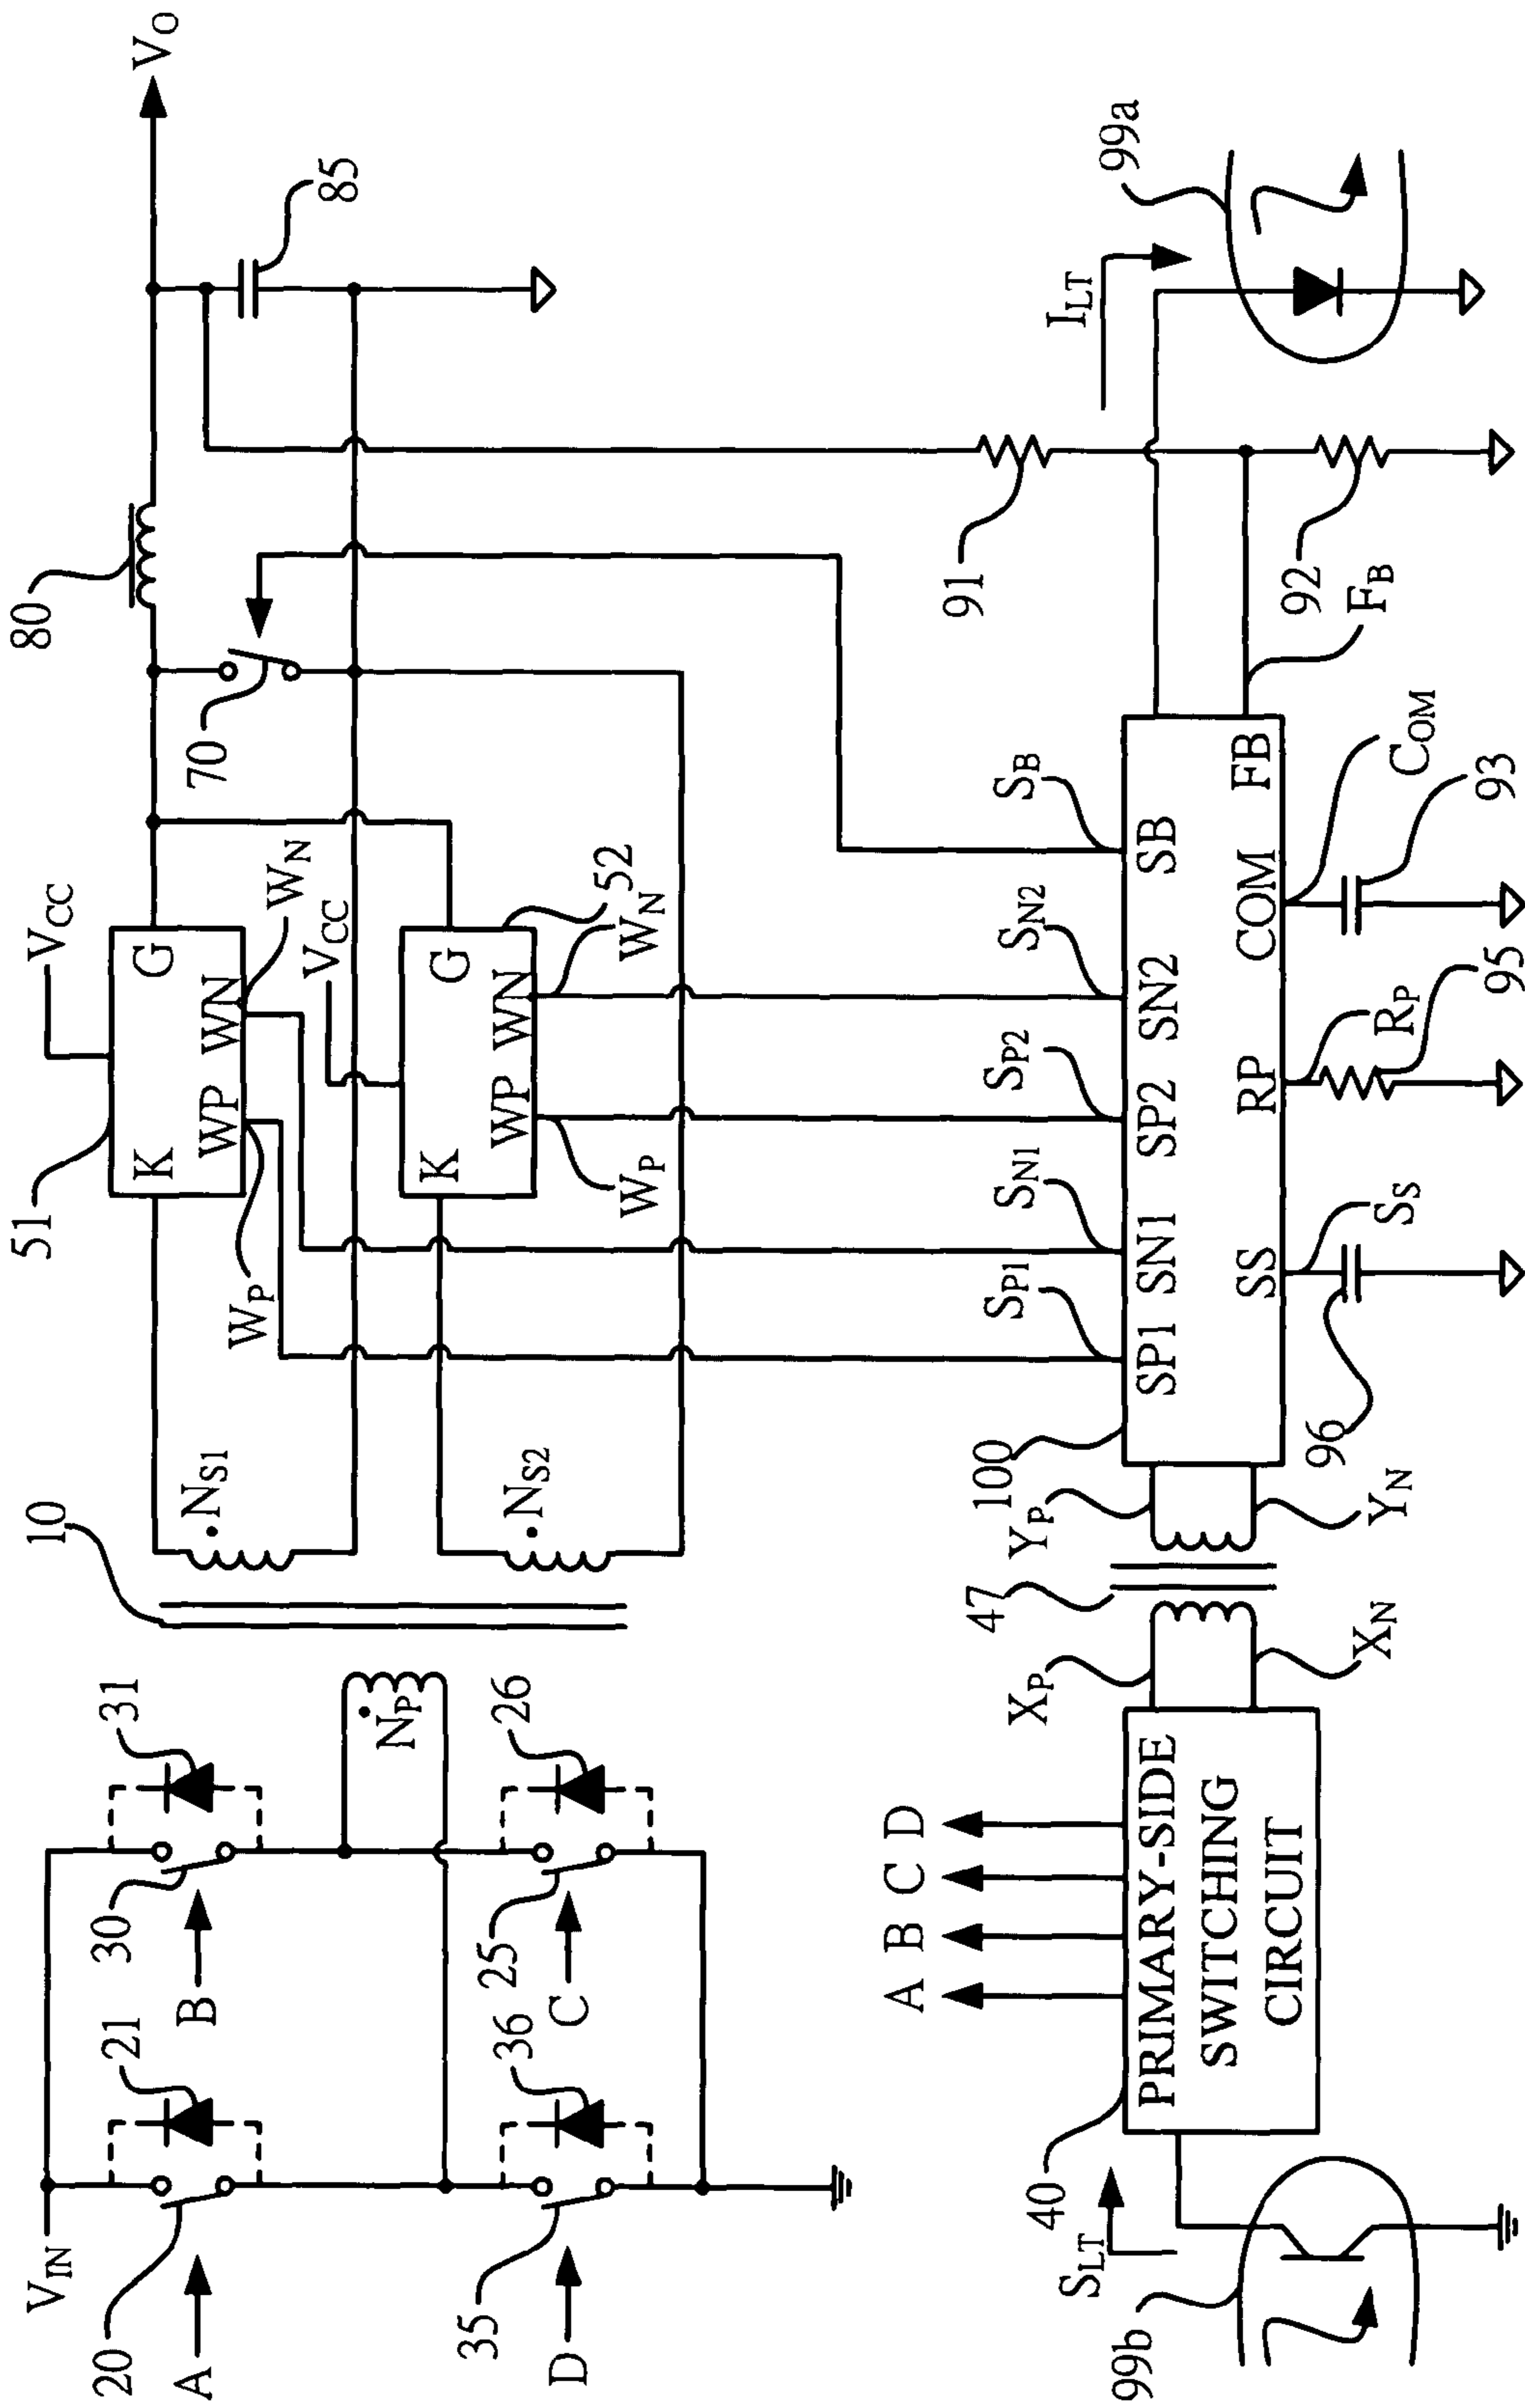 10
51
VCC
80
VO
VIN
20
21
30
31
A
B
NP
NS1
K
G
WP
WN
WP
WN
70
85
35
36
25
26
D
C
NS2
VCC
K
G
WP
WN
52
WP
WN
A
B
C
D
SP1
SN1
SP2
SN2
SB
91
ILT
99a
SLT
40
XP
47
YP
100
99b
PRIMARY-SIDE
SWITCHING
CIRCUIT
SP1
SN1
SP2
SN2
SB
SS
RP
COM
FB
XN
YN
96
SS
RP
95
COM
93
FB
92